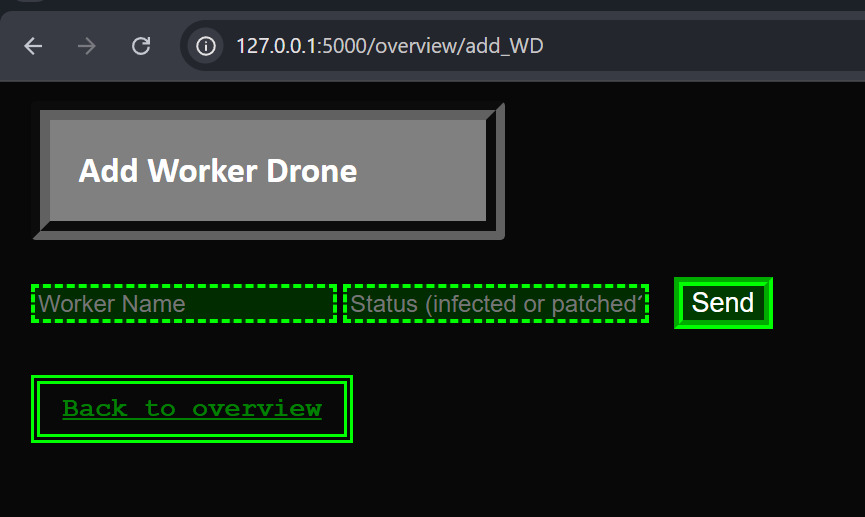 127.0.0.1:5000/overview/add_WD
Add Worker Drone
Worker Name
Status (infected or patched?
Send
Back to overview